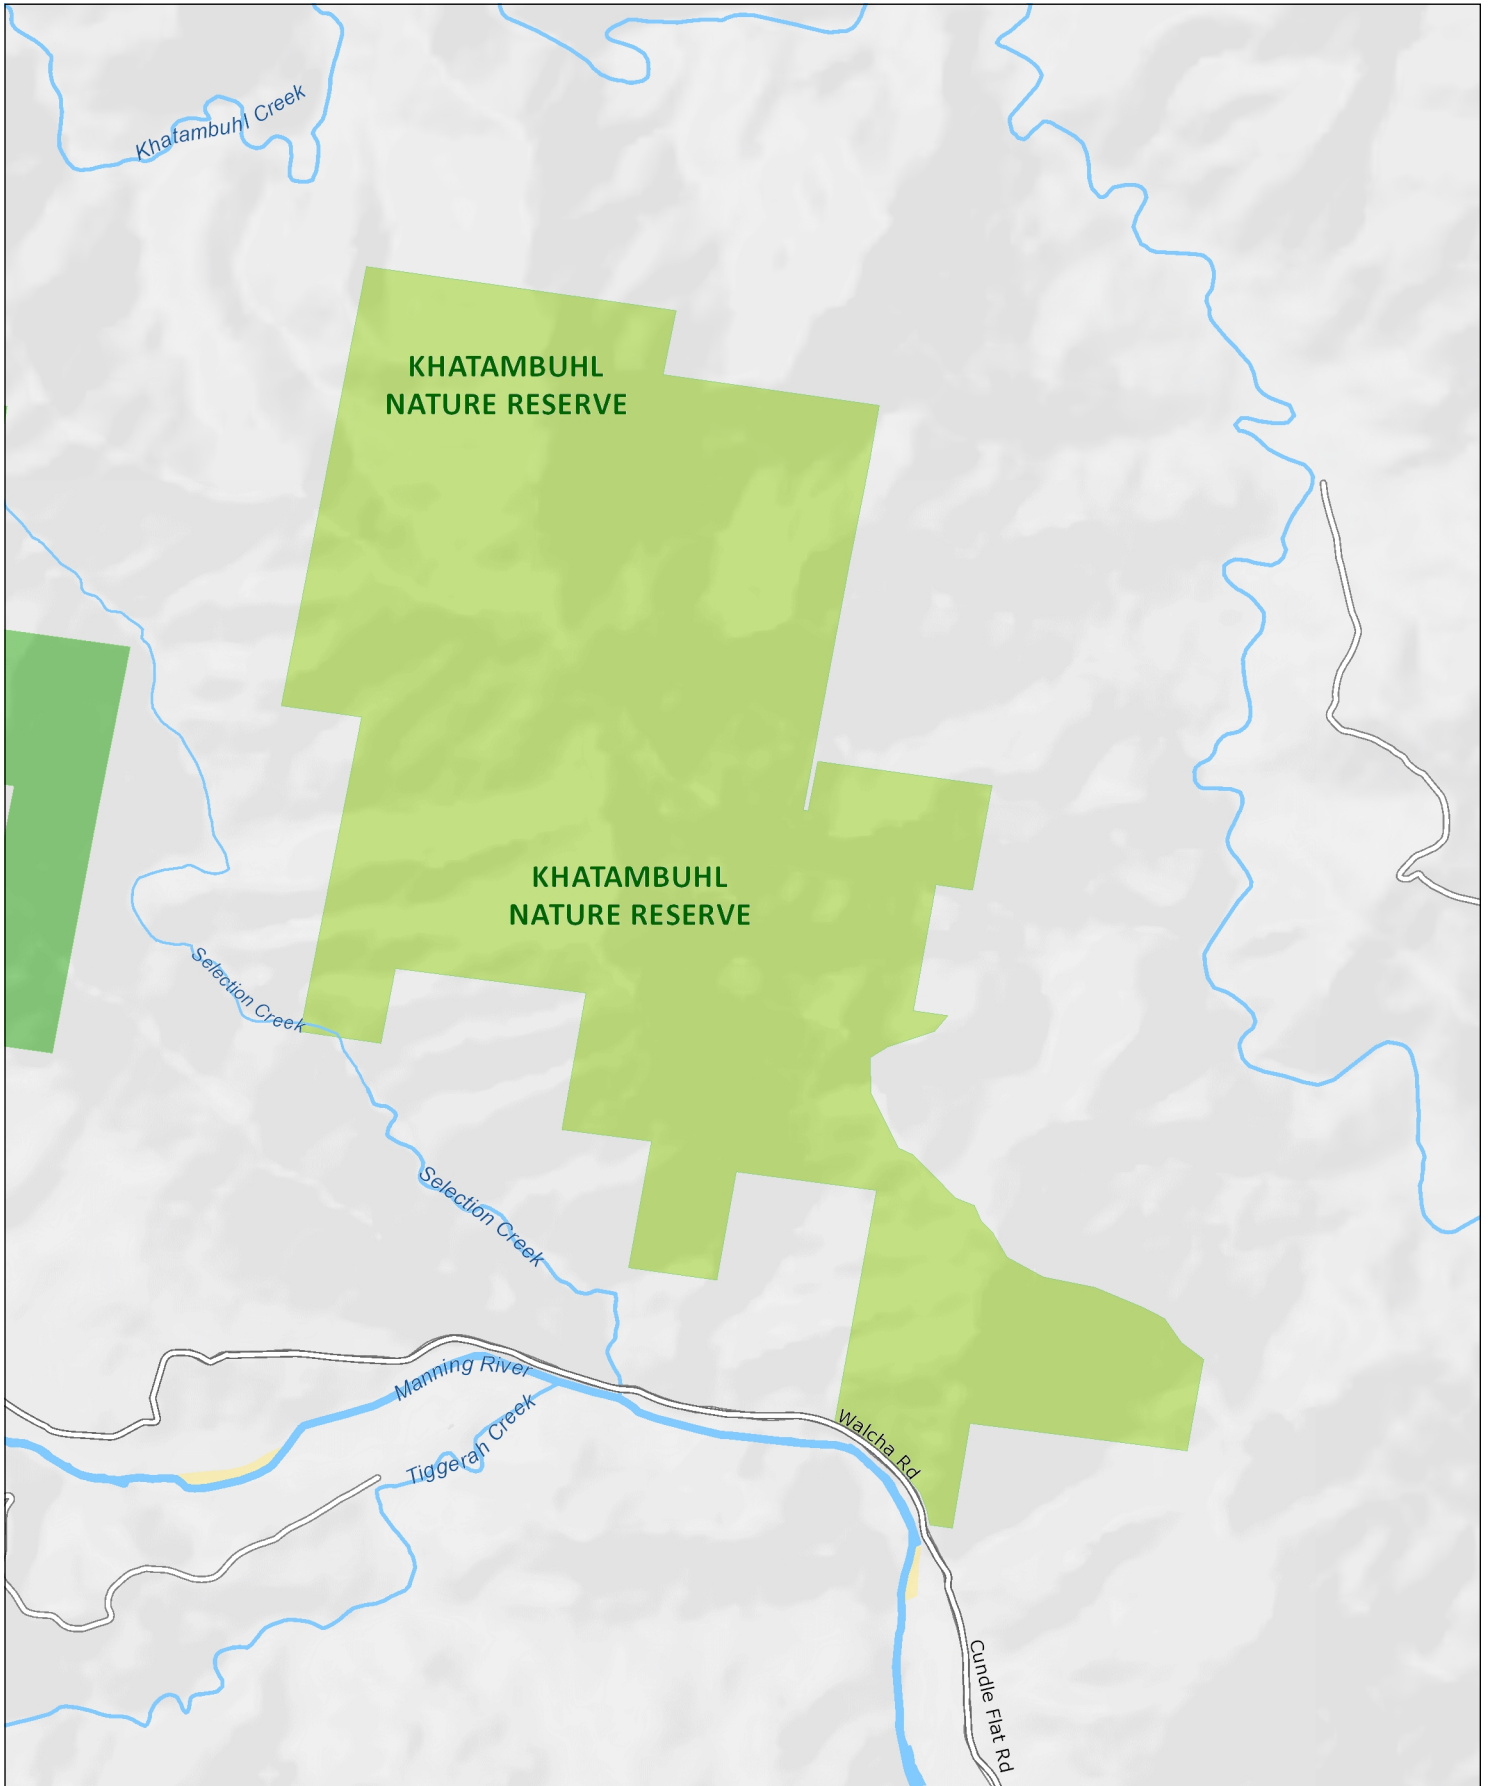 Khatambuhl Creek
KHATAMBUHL
NATURE RESERVE
KHATAMBUHL
NATURE RESERVE
Selection Creek
Selection Creek
Manning River
Tiggerah Creek
Walcha Rd
Cundle Flat Rd